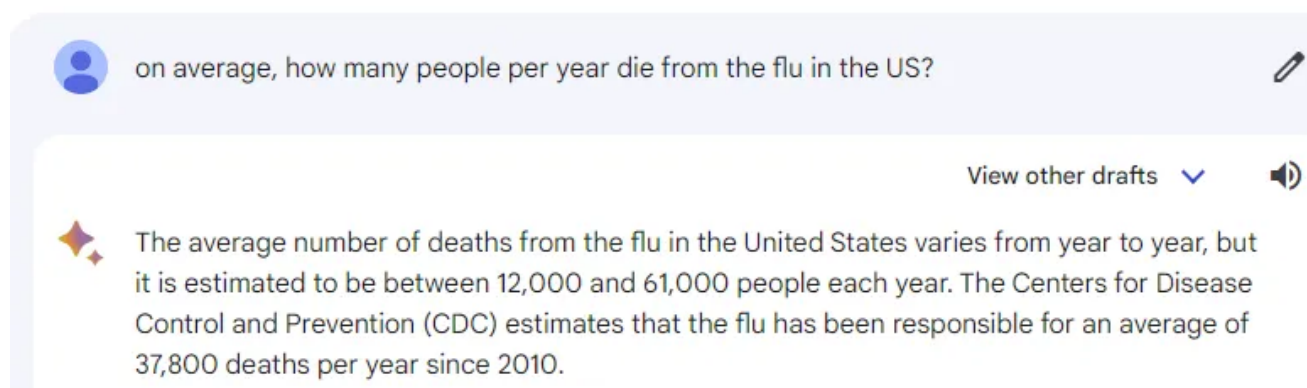 on average, how many people per year die from the flu in the US?
View other drafts
The average number of deaths from the flu in the United States varies from year to year, but
it is estimated to be between 12,000 and 61,000 people each year. The Centers for Disease
Control and Prevention (CDC) estimates that the flu has been responsible for an average of
37,800 deaths per year since 2010.